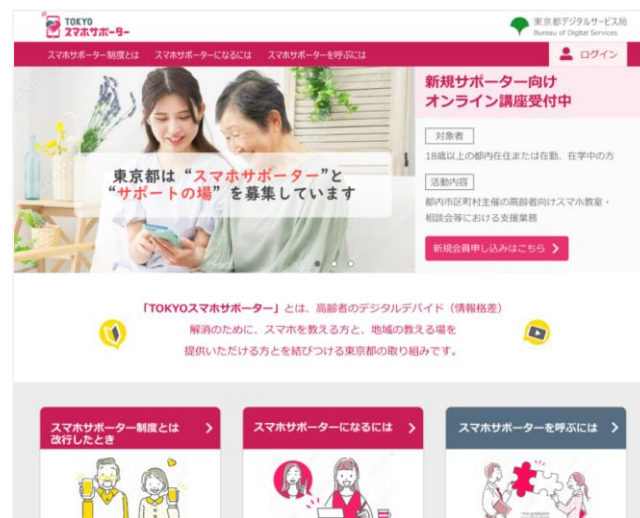 TOKYO
スマホサポーター
東京都デジタルサービス局
Bureau of Digital Services
スマホサポーター制度とは スマホサポーターになるには スマホサポーターを呼ぶには
ログイン
東京都は “スマホサポーター”と
“サポートの場” を募集しています
新規サポーター向け
オンライン講座受付中
対象者
18歳以上の都内在住または在勤、在学中の方
活動内容
都内市区町村主催の高齢者向けスマホ教室・
相談会等における支援業務
新規会員申し込みはこちら
「TOKYOスマホサポーター」とは、高齢者のデジタルデバイド（情報格差）
解消のために、スマホを教える方と、地域の教える場を
提供いただける方とを結びつける東京都の取り組みです。
スマホサポーター制度とは
改行したとき
スマホサポーターになるには
スマホサポーターを呼ぶには